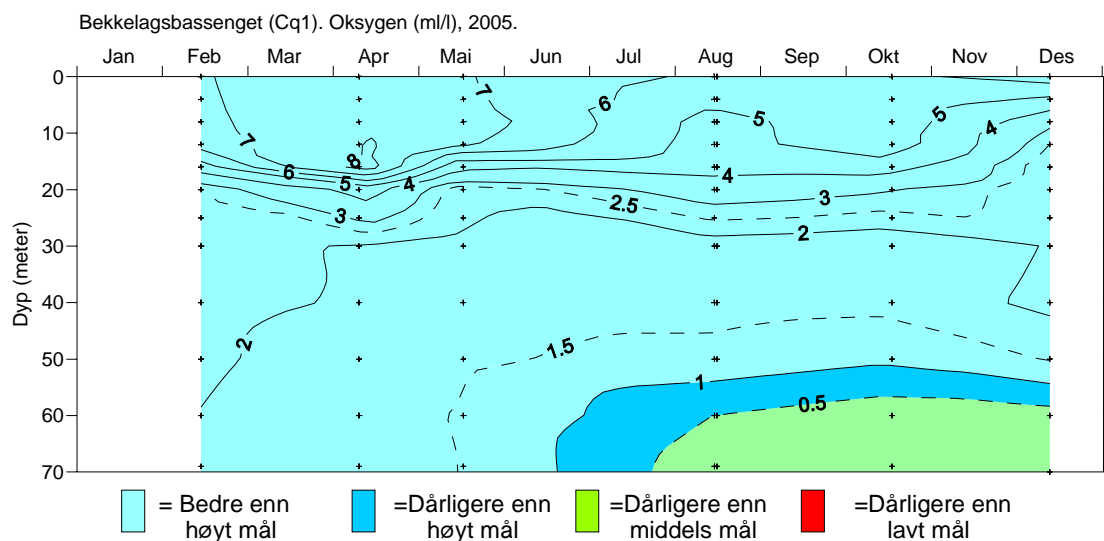 Bekkelagsbassenget (Cq1). Oksygen (ml/l), 2005.
Jan Feb Mar Apr Mai Jun Jul Aug Sep Okt Nov Des
0
10
20
30
40
50
60
70
Dyp (meter)
7
7
6
5
5
4
7
8
6
5
4
4
3
3
2.5
2
2
1.5
1
0.5
= Bedre enn
høyt mål
=Dårligere enn
høyt mål
=Dårligere enn
middels mål
=Dårligere enn
lavt mål